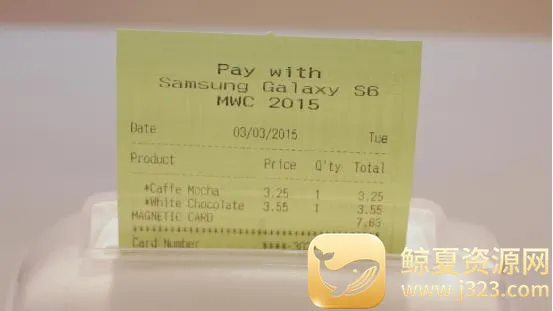 Pay with
Samsung Galaxy S6
MWC 2015
Date 03/03/2015 Tue
Product Price Q'ty Total
*Caffe Mocha 3.25 1 3.25
*White Chocolate 3.55 1 3.55
MAGNETIC CARD 7.63
Card Number
鲸夏资源网
www.j323.com